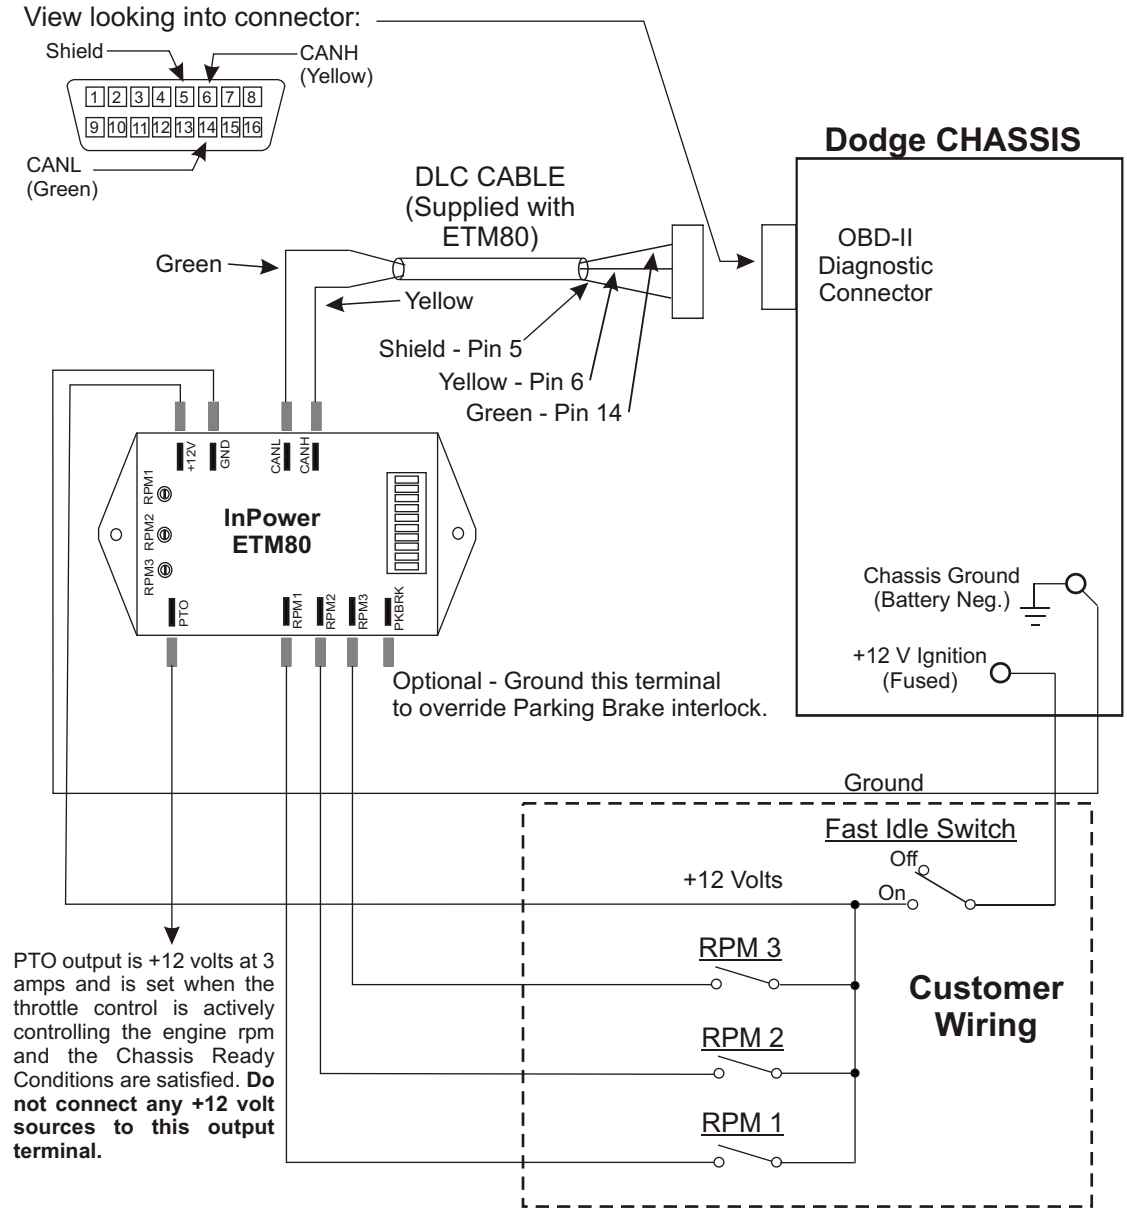 View looking into connector:
Shield
CANH
(Yellow)
1 2 3 4 5 6 7 8
9 10 11 12 13 14 15 16
CANL
(Green)
Dodge CHASSIS
DLC CABLE
(Supplied with
ETM80)
OBD-II
Diagnostic
Connector
Green
Yellow
Shield - Pin 5
Yellow - Pin 6
Green - Pin 14
+12V
GND
CANL
CANH
RPM1
RPM2
RPM3
InPower
ETM80
PTO
RPM1
RPM2
RPM3
PKBRK
Chassis Ground
(Battery Neg.)
+12 V Ignition
(Fused)
Optional - Ground this terminal
to override Parking Brake interlock.
Ground
Fast Idle Switch
Off
On
+12 Volts
RPM 3
RPM 2
RPM 1
Customer
Wiring
PTO output is +12 volts at 3
amps and is set when the
throttle control is actively
controlling the engine rpm
and the Chassis Ready
Conditions are satisfied. Do
not connect any +12 volt
sources to this output
terminal.